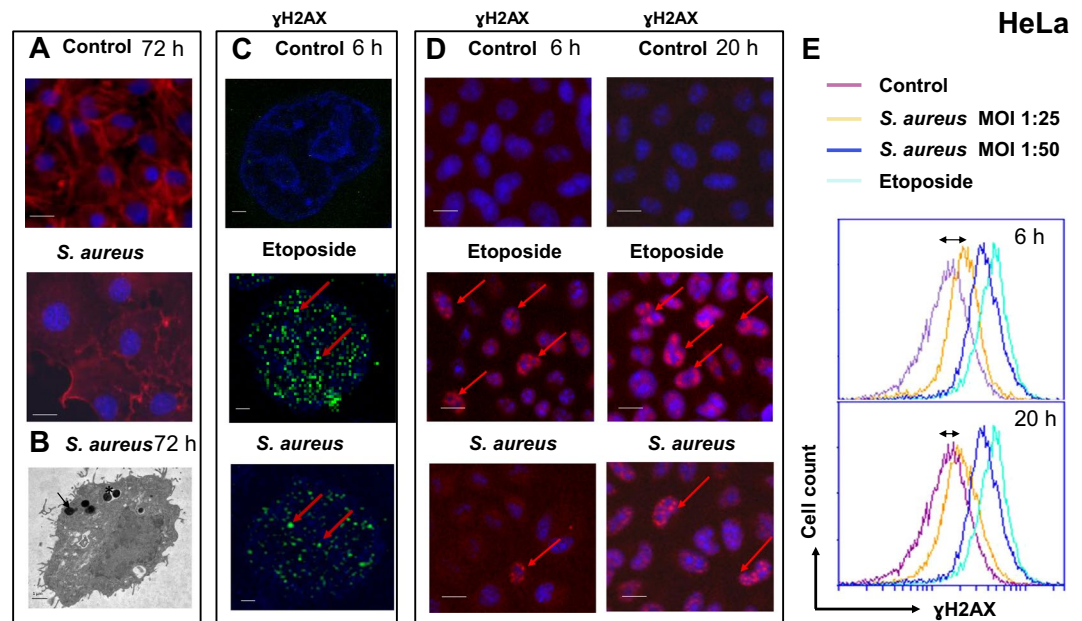 ɣH2AX
ɣH2AX
ɣH2AX
HeLa
A Control 72 h
C Control 6 h
D Control 6 h
Control 20 h
E
Control
S. aureus MOI 1:25
S. aureus MOI 1:50
Etoposide
S. aureus
Etoposide
Etoposide
Etoposide
6 h
20 h
B S. aureus 72 h
*
S. aureus
S. aureus
S. aureus
Cell count
ɣH2AX